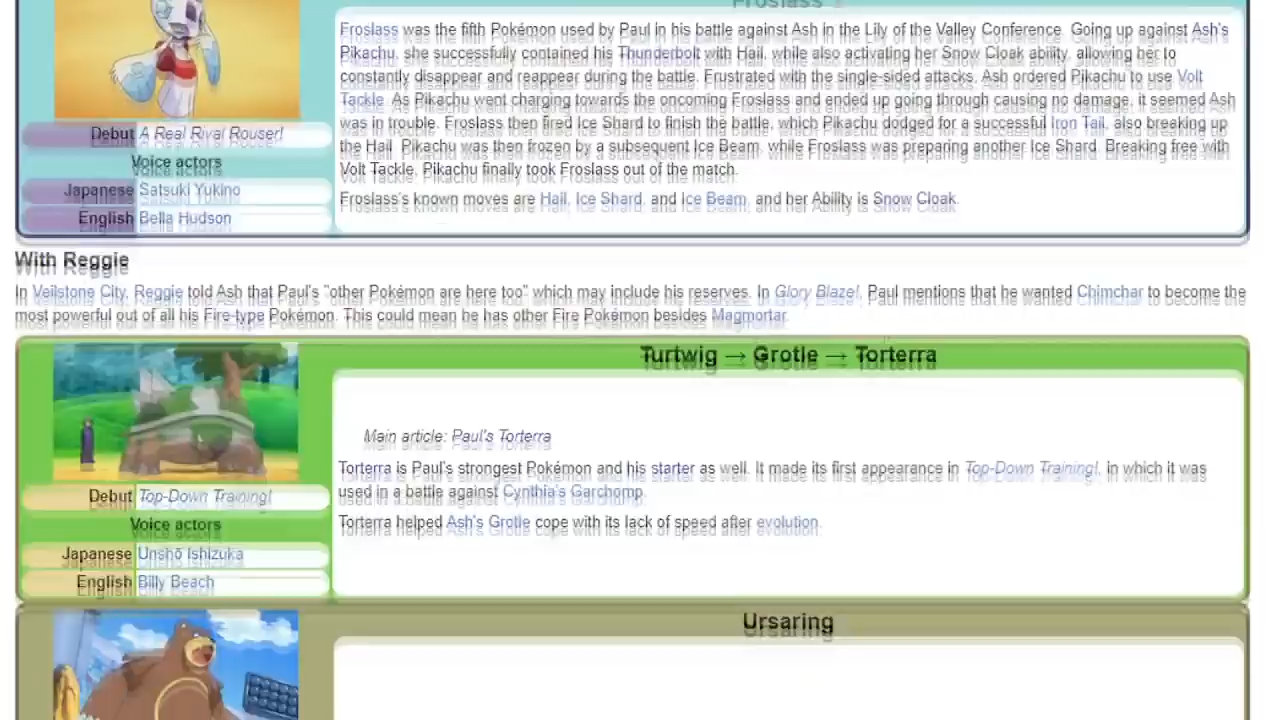 Froslass ♀
Froslass was the fifth Pokémon used by Paul in his battle against Ash in the Lily of the Valley Conference. Going up against Ash's
Pikachu, she successfully contained his Thunderbolt with Hail, while also activating her Snow Cloak ability, allowing her to
constantly disappear and reappear during the battle. Frustrated with the single-sided attacks, Ash ordered Pikachu to use Volt
Tackle. As Pikachu went charging towards the oncoming Froslass and ended up going through causing no damage, it seemed Ash
was in trouble. Froslass then fired Ice Shard to finish the battle, which Pikachu dodged for a successful Iron Tail, also breaking up
the Hail. Pikachu was then frozen by a subsequent Ice Beam, while Froslass was preparing another Ice Shard. Breaking free with
Volt Tackle, Pikachu finally took Froslass out of the match.
Froslass's known moves are Hail, Ice Shard, and Ice Beam, and her Ability is Snow Cloak.
Debut A Real Rival Rouser!
Voice actors
Japanese Satsuki Yukino
English Bella Hudson
With Reggie
In Veilstone City, Reggie told Ash that Paul's "other Pokémon are here too" which may include his reserves. In Glory Blaze!, Paul mentions that he wanted Chimchar to become the
most powerful out of all his Fire-type Pokémon. This could mean he has other Fire Pokémon besides Magmortar.
Turtwig → Grotle → Torterra
Main article: Paul's Torterra
Torterra is Paul's strongest Pokémon and his starter as well. It made its first appearance in Top-Down Training!, in which it was
used in a battle against Cynthia's Garchomp.
Torterra helped Ash's Grotle cope with its lack of speed after evolution.
Debut Top-Down Training!
Voice actors
Japanese Unshō Ishizuka
English Billy Beach
Ursaring